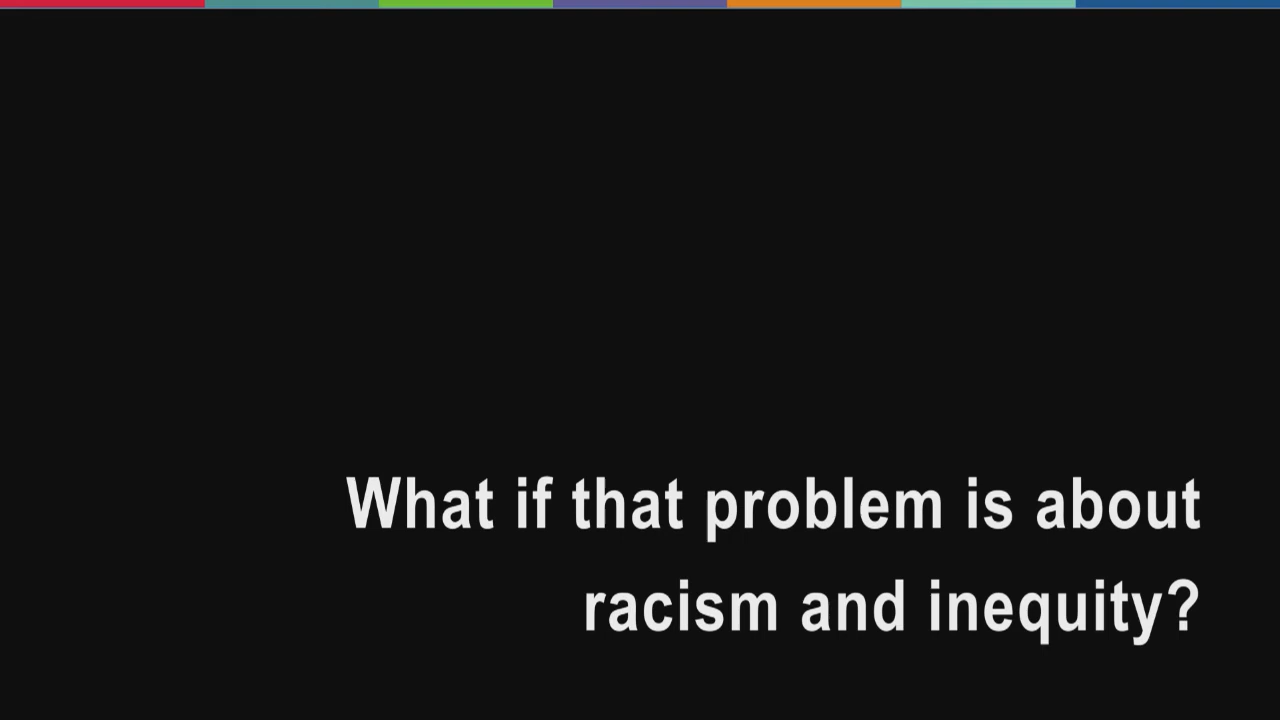 What if that problem is about
racism and inequity?